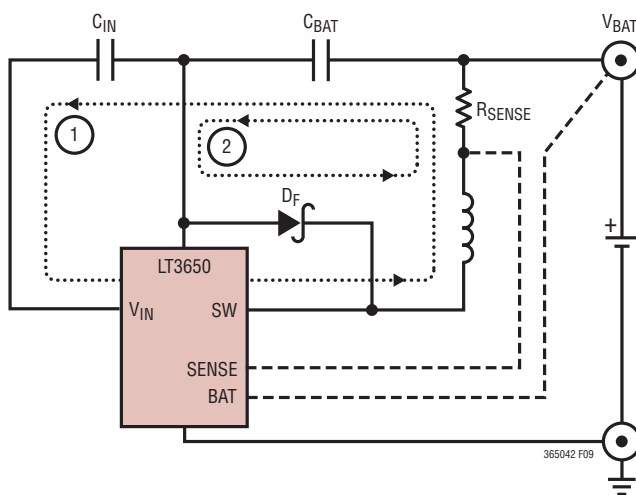 CIN
CBAT
VBAT
RSENSE
1
2
DF
+
LT3650
VIN
SW
SENSE
BAT
365042 F09